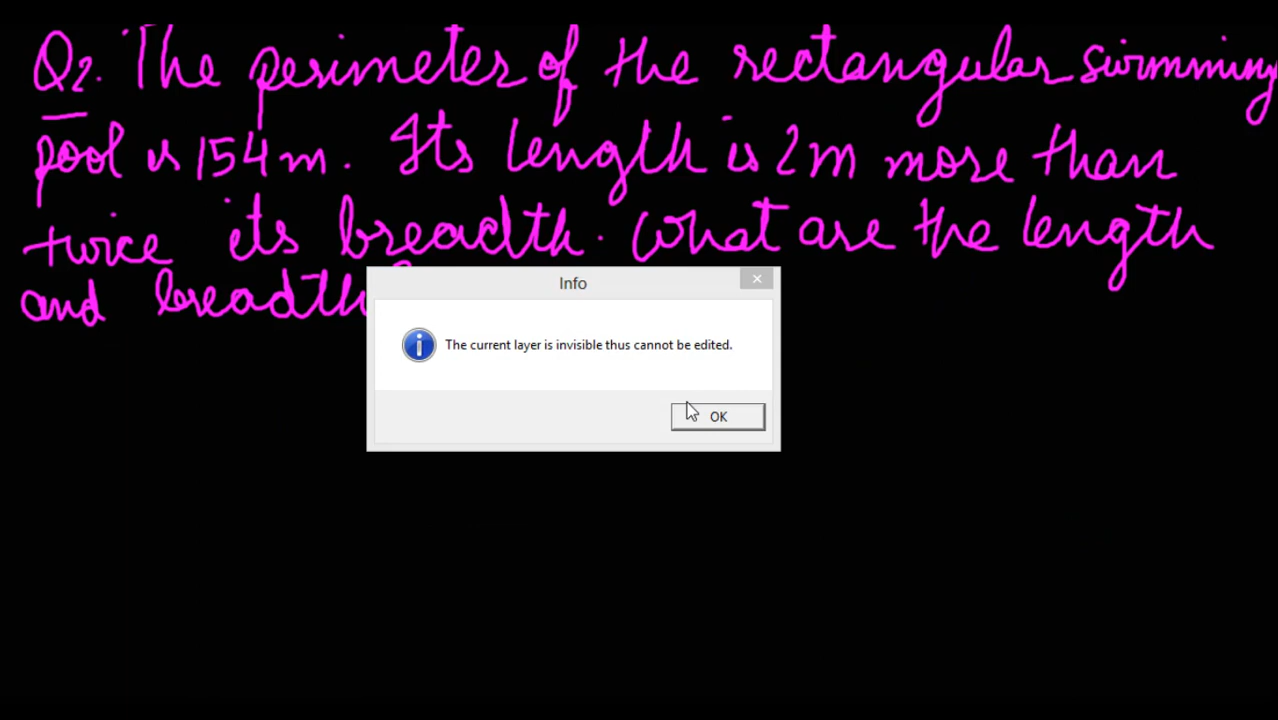 Q2. The perimeter of the rectangular swimming
pool is 154 m. Its length is 2 m more than
twice its breadth. What are the length
and breadth
Info
The current layer is invisible thus cannot be edited.
OK